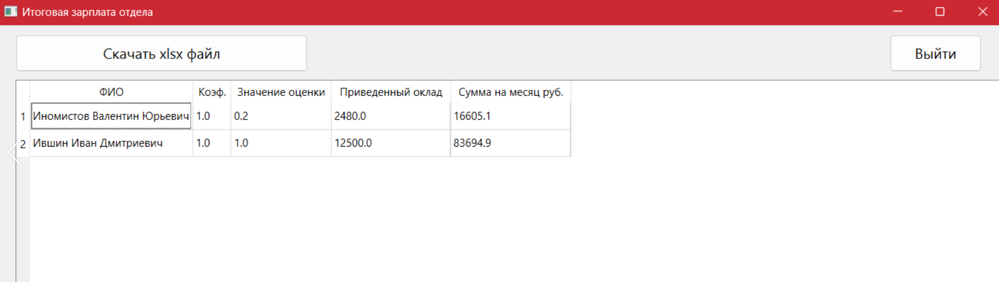 Итоговая зарплата отдела
Скачать xlsx файл Выйти
ФИО Коэф. Значение оценки Приведенный оклад Сумма на месяц руб.
1 Иномистов Валентин Юрьевич 1.0 0.2 2480.0 16605.1
2 Ившин Иван Дмитриевич 1.0 1.0 12500.0 83694.9